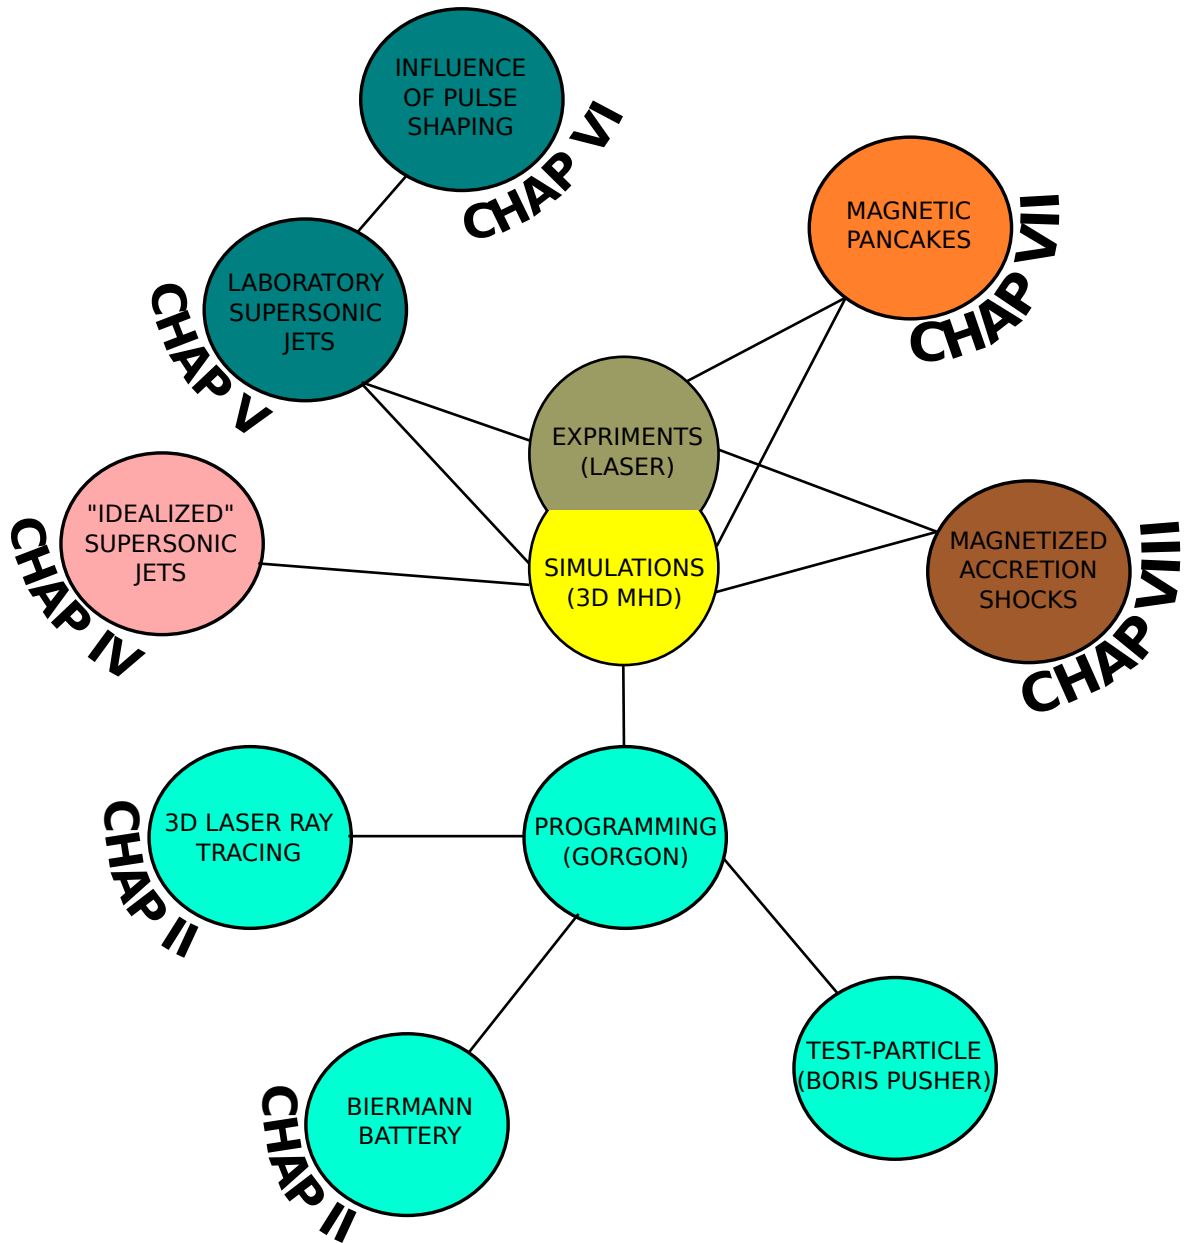 INFLUENCE
OF PULSE
SHAPING
CHAP VI
MAGNETIC
PANCAKES
CHAP VII
LABORATORY
SUPERSONIC
JETS
CHAP V
EXPRIMENTS
(LASER)
"IDEALIZED"
SUPERSONIC
JETS
CHAP IV
SIMULATIONS
(3D MHD)
MAGNETIZED
ACCRETION
SHOCKS
CHAP VIII
3D LASER RAY
TRACING
CHAP II
PROGRAMMING
(GORGON)
BIERMANN
BATTERY
CHAP II
TEST-PARTICLE
(BORIS PUSHER)